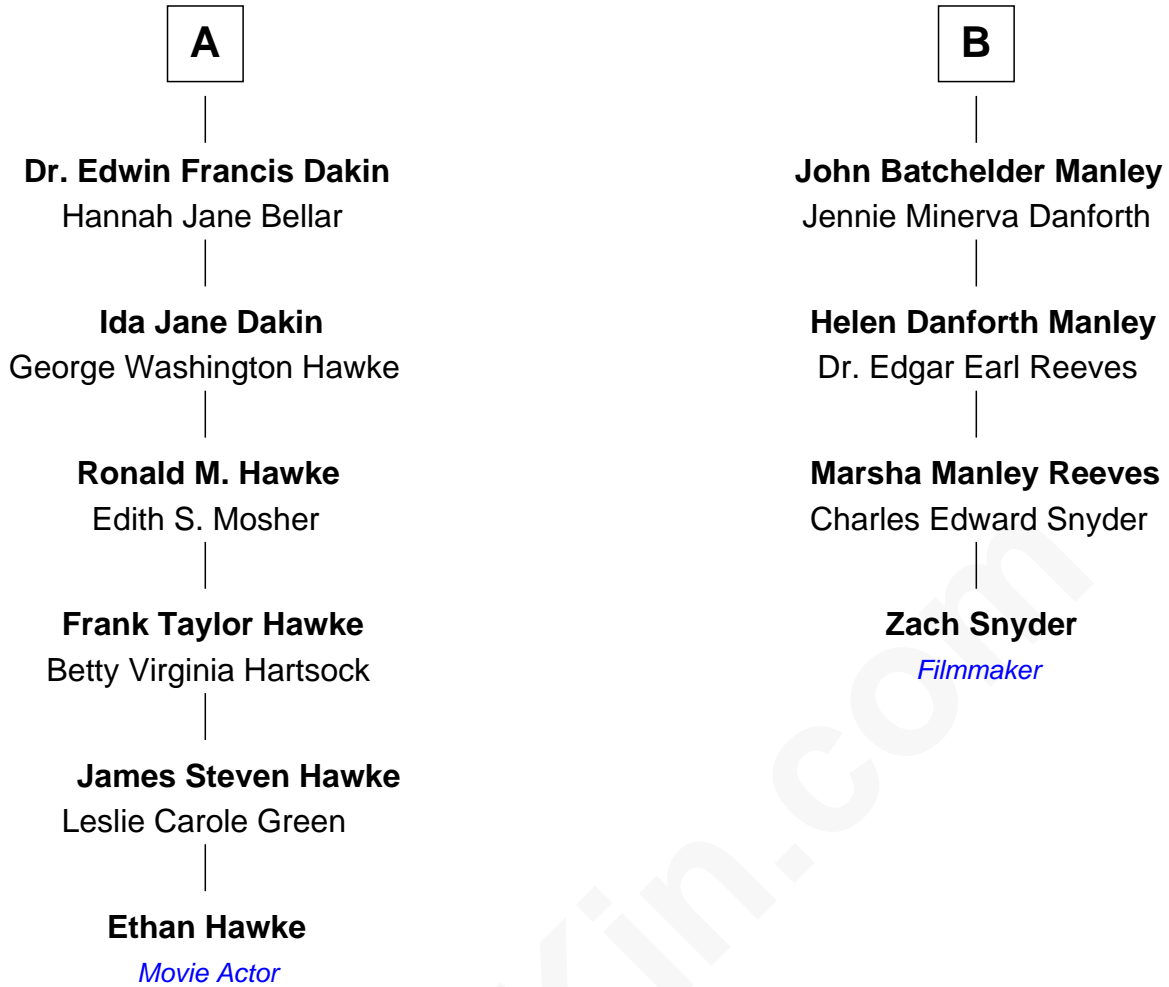 A
Dr. Edwin Francis Dakin
Hannah Jane Bellar
Ida Jane Dakin
George Washington Hawke
Ronald M. Hawke
Edith S. Mosher
Frank Taylor Hawke
Betty Virginia Hartsock
James Steven Hawke
Leslie Carole Green
Ethan Hawke
Movie Actor
B
John Batchelder Manley
Jennie Minerva Danforth
Helen Danforth Manley
Dr. Edgar Earl Reeves
Marsha Manley Reeves
Charles Edward Snyder
Zach Snyder
Filmmaker
Kin.com